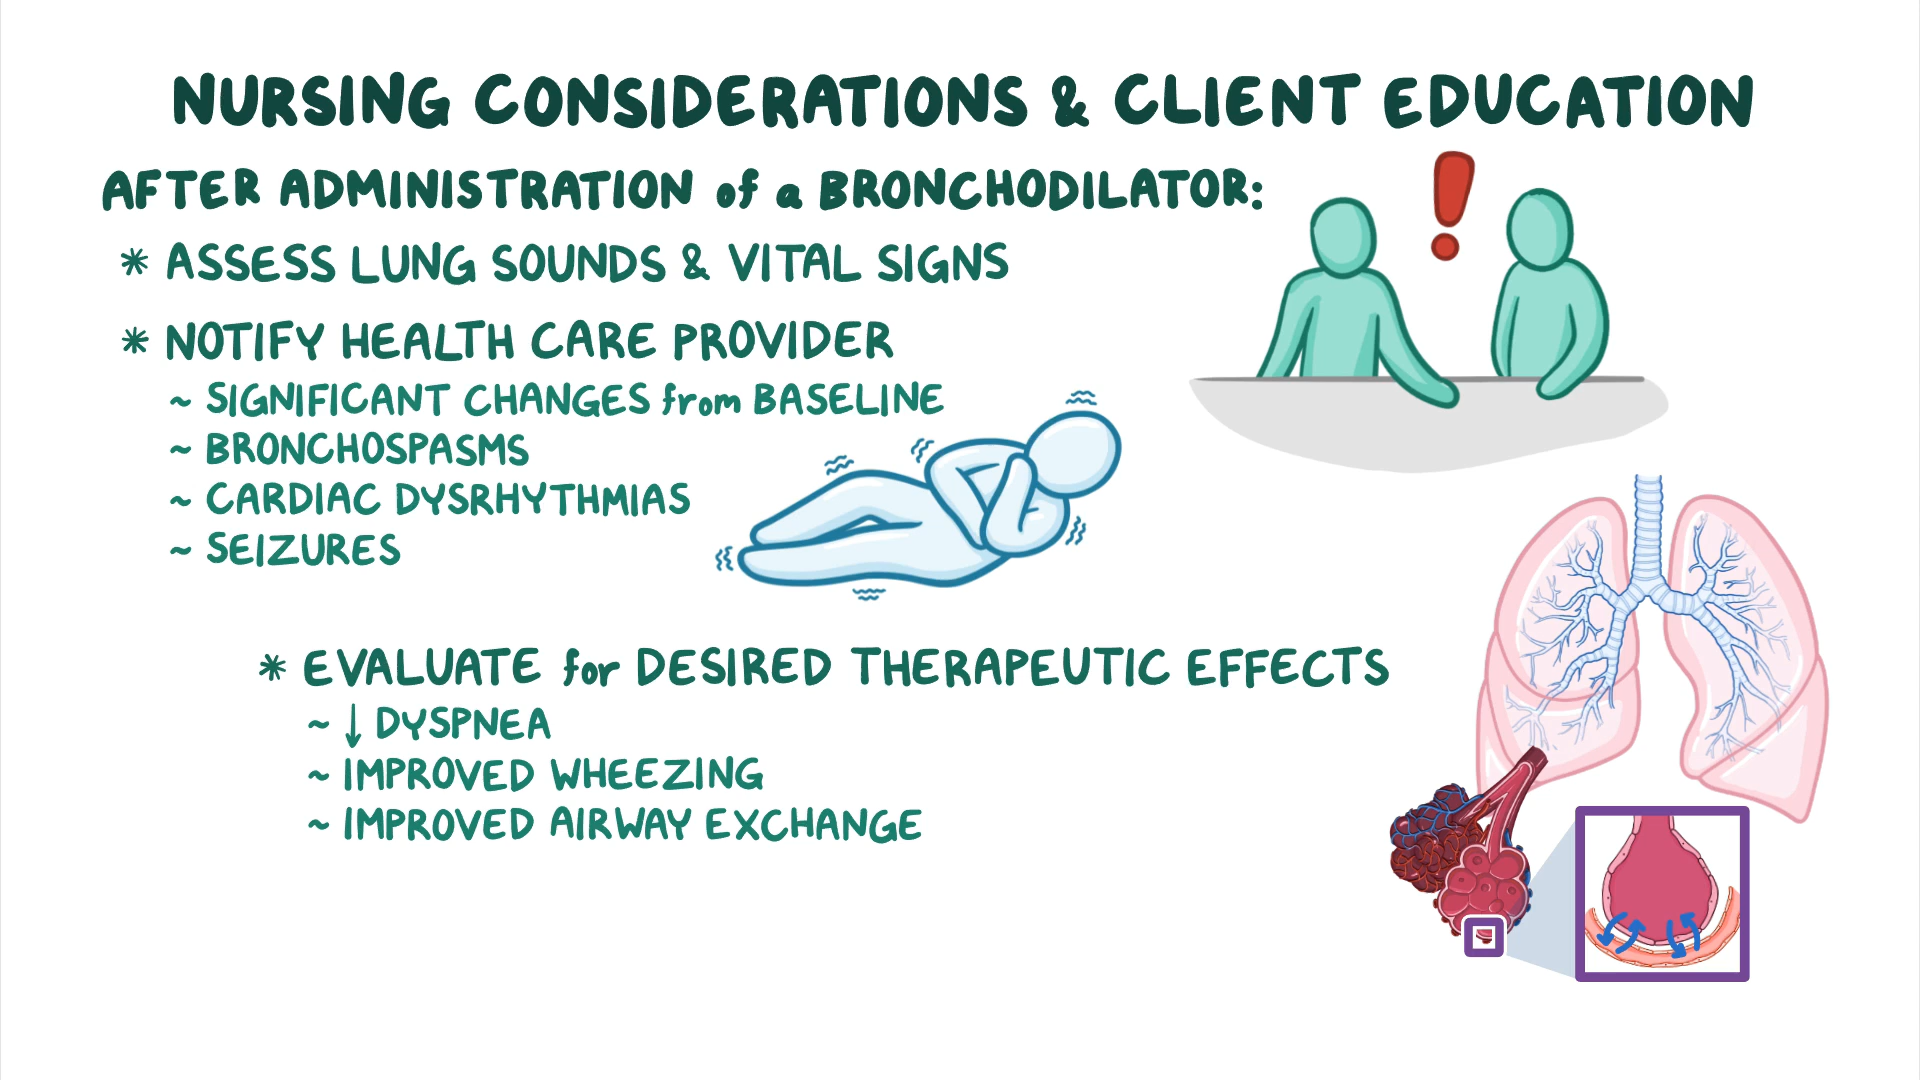 NURSING CONSIDERATIONS & CLIENT EDUCATION
AFTER ADMINISTRATION of a BRONCHODILATOR:
* ASSESS LUNG SOUNDS & VITAL SIGNS
* NOTIFY HEALTH CARE PROVIDER
~ SIGNIFICANT CHANGES from BASELINE
~ BRONCHOSPASMS
~ CARDIAC DYSRHYTHMIAS
~ SEIZURES
* EVALUATE for DESIRED THERAPEUTIC EFFECTS
~ ↓ DYSPNEA
~ IMPROVED WHEEZING
~ IMPROVED AIRWAY EXCHANGE